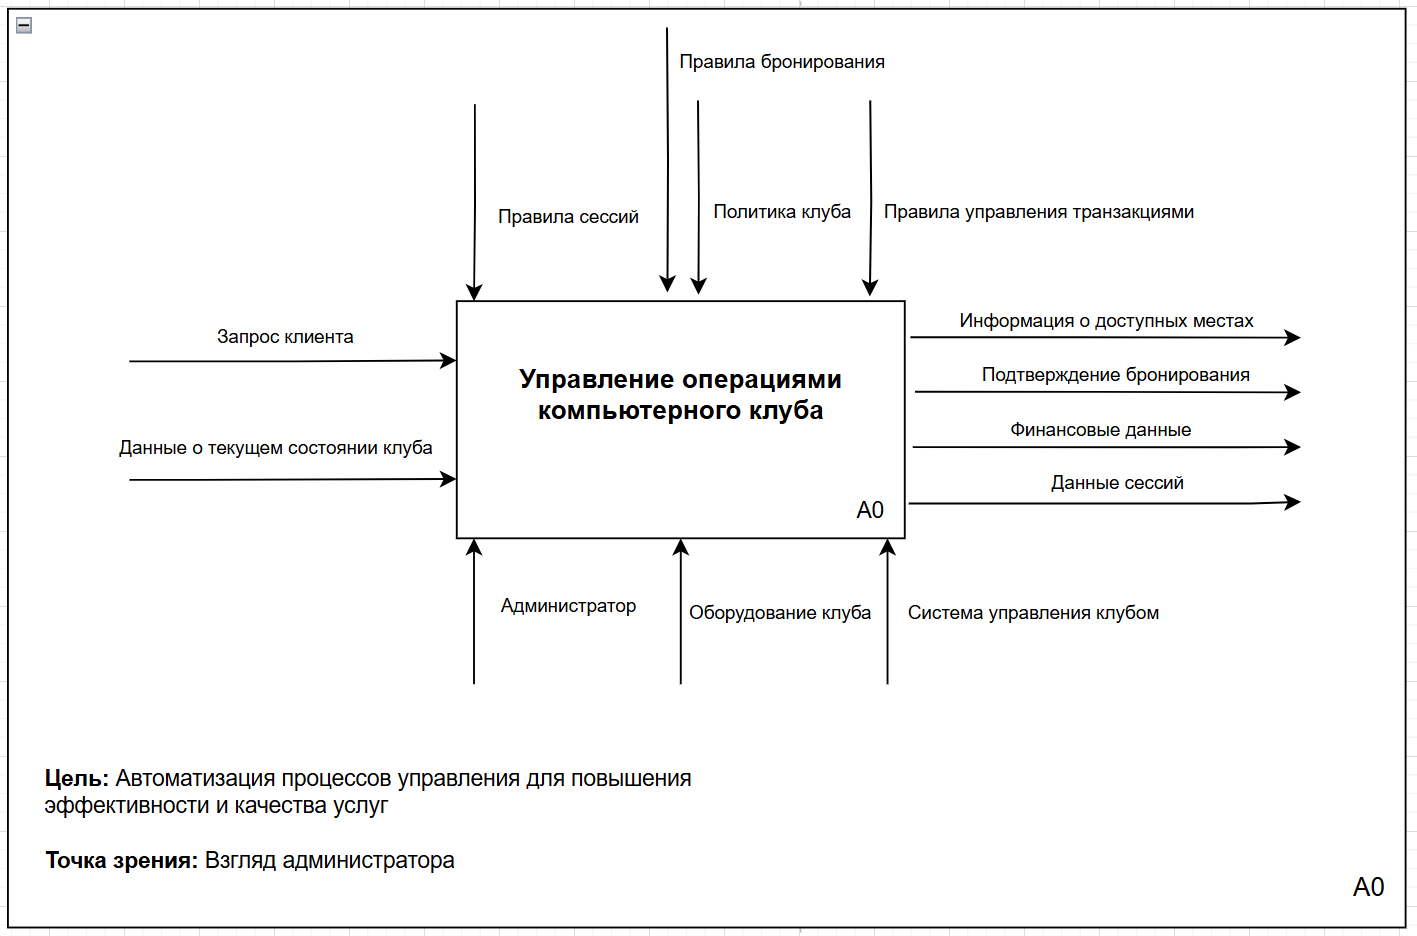 Правила бронирования
Правила сессий
Политика клуба
Правила управления транзакциями
Запрос клиента
Данные о текущем состоянии клуба
Управление операциями
компьютерного клуба
A0
Информация о доступных местах
Подтверждение бронирования
Финансовые данные
Данные сессий
Администратор
Оборудование клуба
Система управления клубом
Цель: Автоматизация процессов управления для повышения
эффективности и качества услуг
Точка зрения: Взгляд администратора
A0